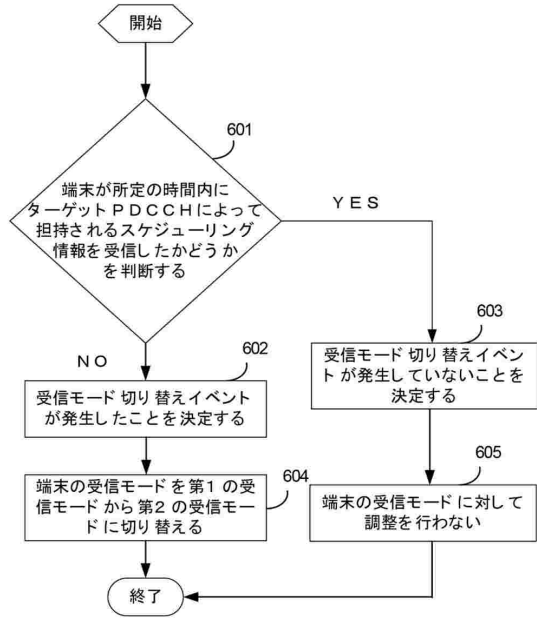 開始
601
端末が所定の時間内に
ターゲットPDCCHによって
担持されるスケジューリング
情報を受信したかどうか
を判断する
YES
NO
602
受信モード切り替えイベント
が発生したことを決定する
603
受信モード切り替えイベン
トが発生していないことを
決定する
604
端末の受信モードを第1の受
信モードから第2の受信モー
ドに切り替える
605
端末の受信モードに対して
調整を行わない
終了